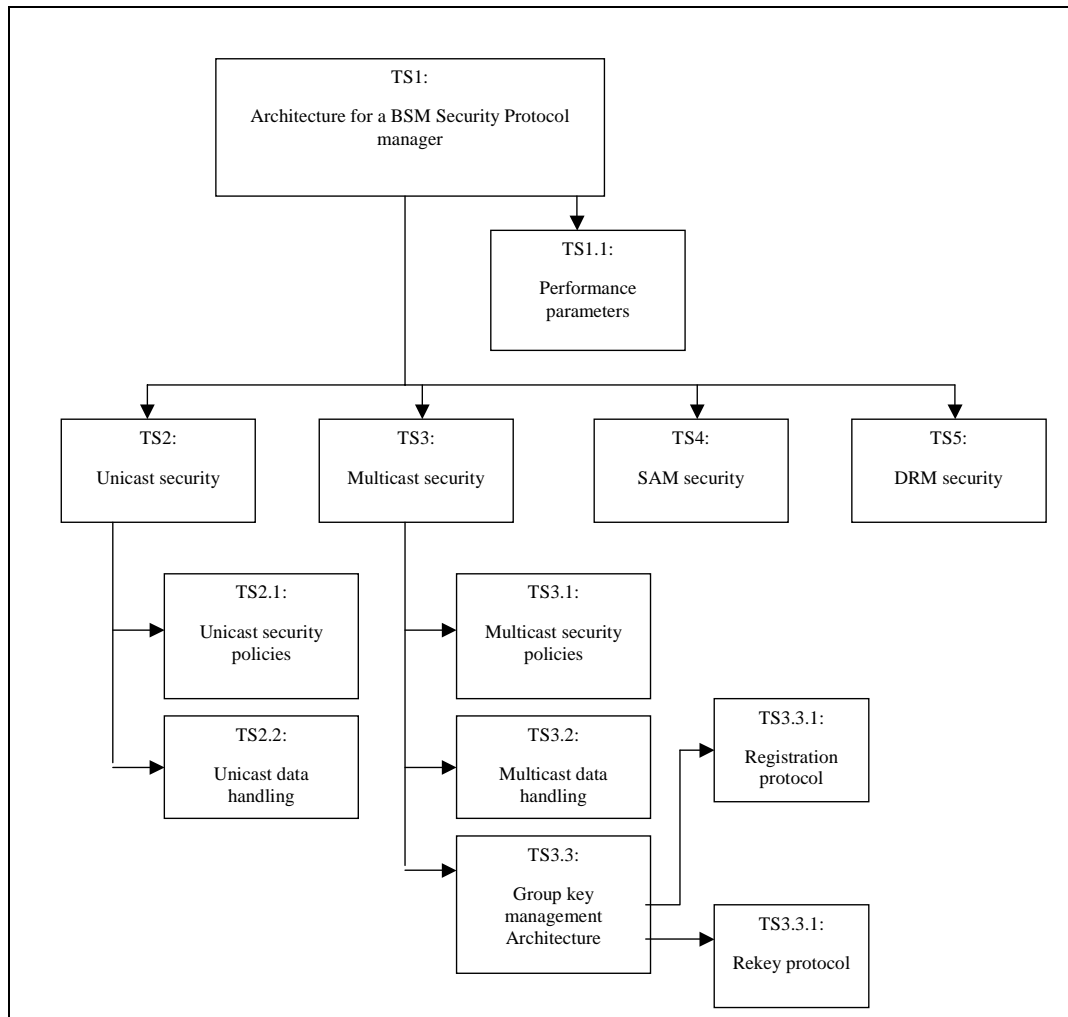 TS1:
Architecture for a BSM Security Protocol
manager
TS1.1:
Performance
parameters
TS2:
Unicast security
TS3:
Multicast security
TS4:
SAM security
TS5:
DRM security
TS2.1:
Unicast security
policies
TS3.1:
Multicast security
policies
TS2.2:
Unicast data
handling
TS3.2:
Multicast data
handling
TS3.3.1:
Registration
protocol
TS3.3:
Group key
management
Architecture
TS3.3.1:
Rekey protocol